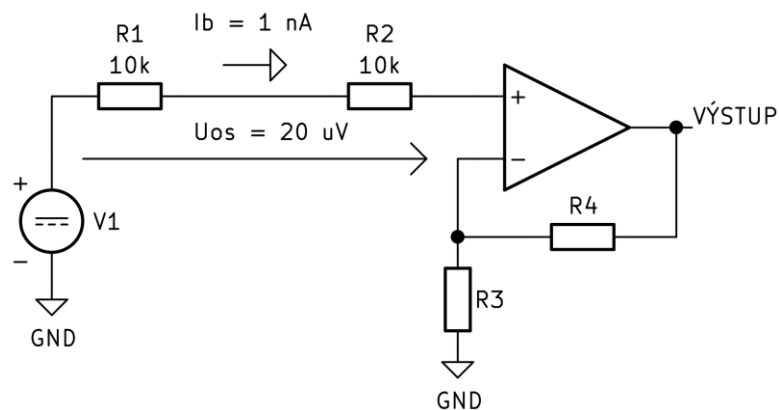 Ib = 1 nA
R1
10k
R2
10k
+
−
VÝSTUP
Uos = 20 uV
+
−
V1
R4
R3
GND
GND